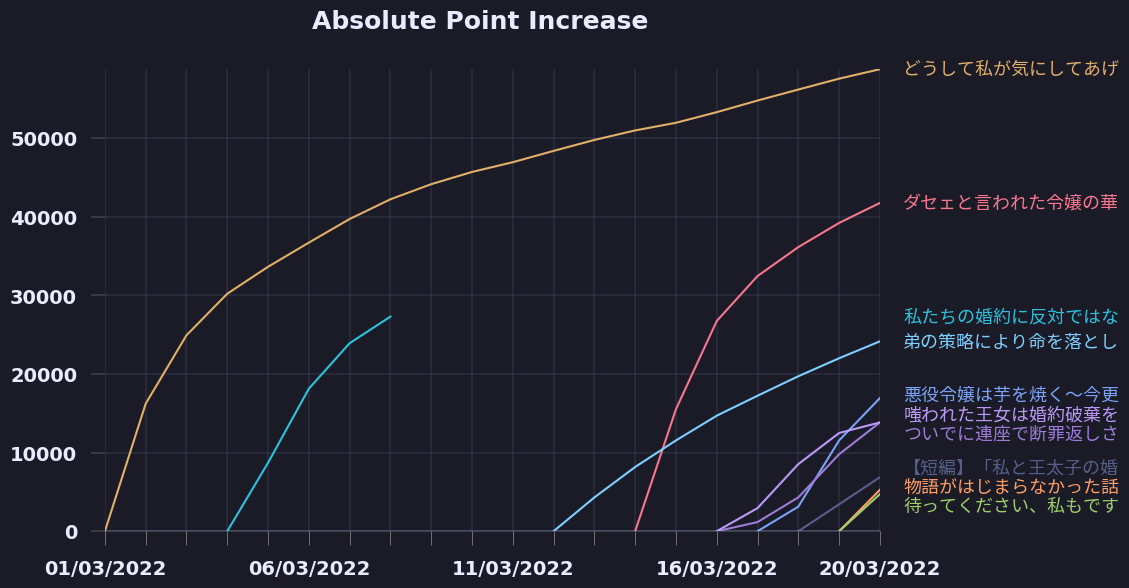 Absolute Point Increase
どうして私が気にしてあげ
50000
ダセェと言われた令嬢の華
40000
30000
私たちの婚約に反対ではな
弟の策略により命を落とし
20000
悪役令嬢は芋を焼く～今更
嗤われた王女は婚約破棄を
ついでに連座で断罪返しさ
10000
【短編】「私と王太子の婚
物語がはじまらなかった話
待ってください、私もです
0
01/03/2022 06/03/2022 11/03/2022 16/03/2022 20/03/2022